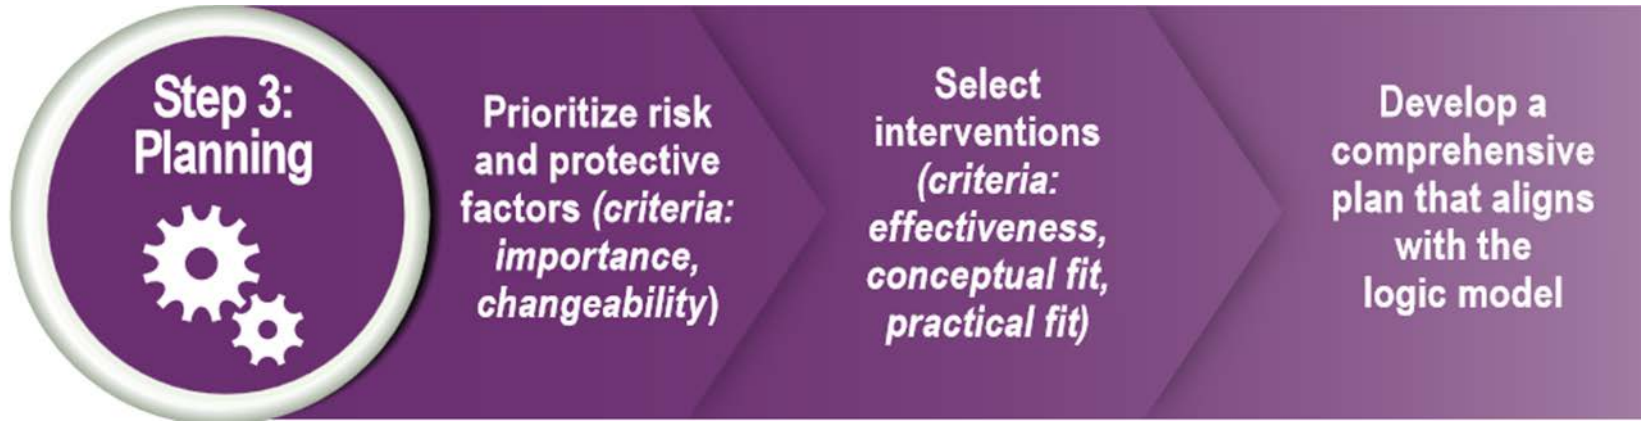 Step 3:
Planning
Prioritize risk
and protective
factors (criteria:
importance,
changeability)
Select
interventions
(criteria:
effectiveness,
conceptual fit,
practical fit)
Develop a
comprehensive
plan that aligns
with the
logic model